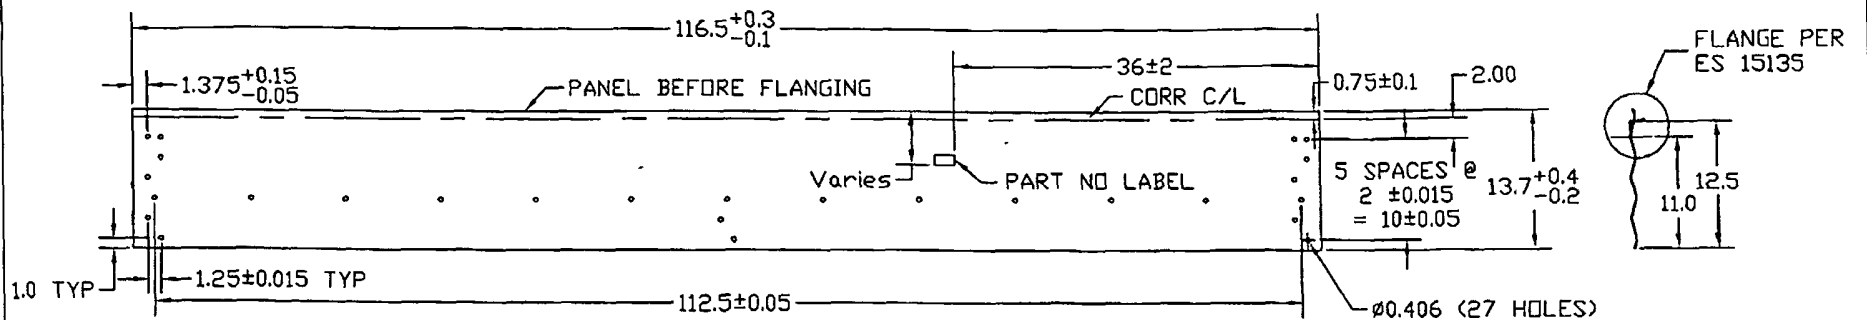 116.5+0.3
-0.1
FLANGE PER
ES 15135
36±2
1.375+0.15
-0.05
PANEL BEFORE FLANGING
CORR C/L
0.75±0.1
2.00
Varies
PART NO LABEL
5 SPACES @
2 ±0.015
= 10±0.05
13.7+0.4
-0.2
11.0
12.5
1.0 TYP
1.25±0.015 TYP
112.5±0.05
ø0.406 (27 HOLES)